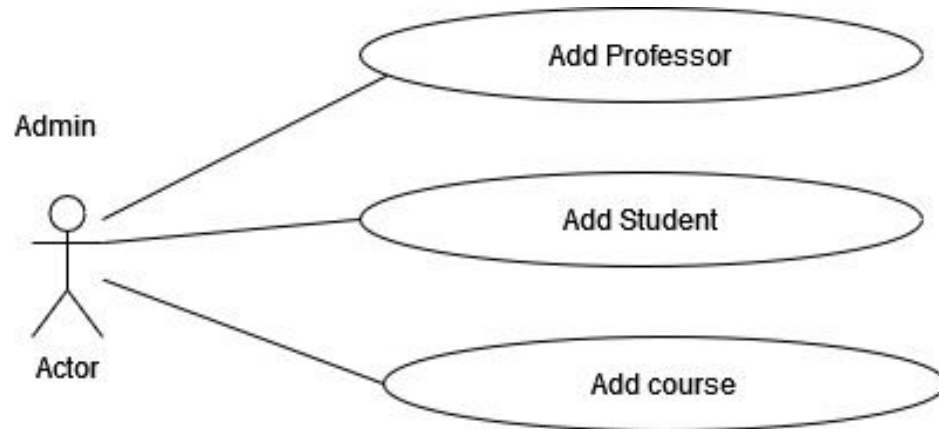 Add Professor
Admin
Add Student
Actor
Add course